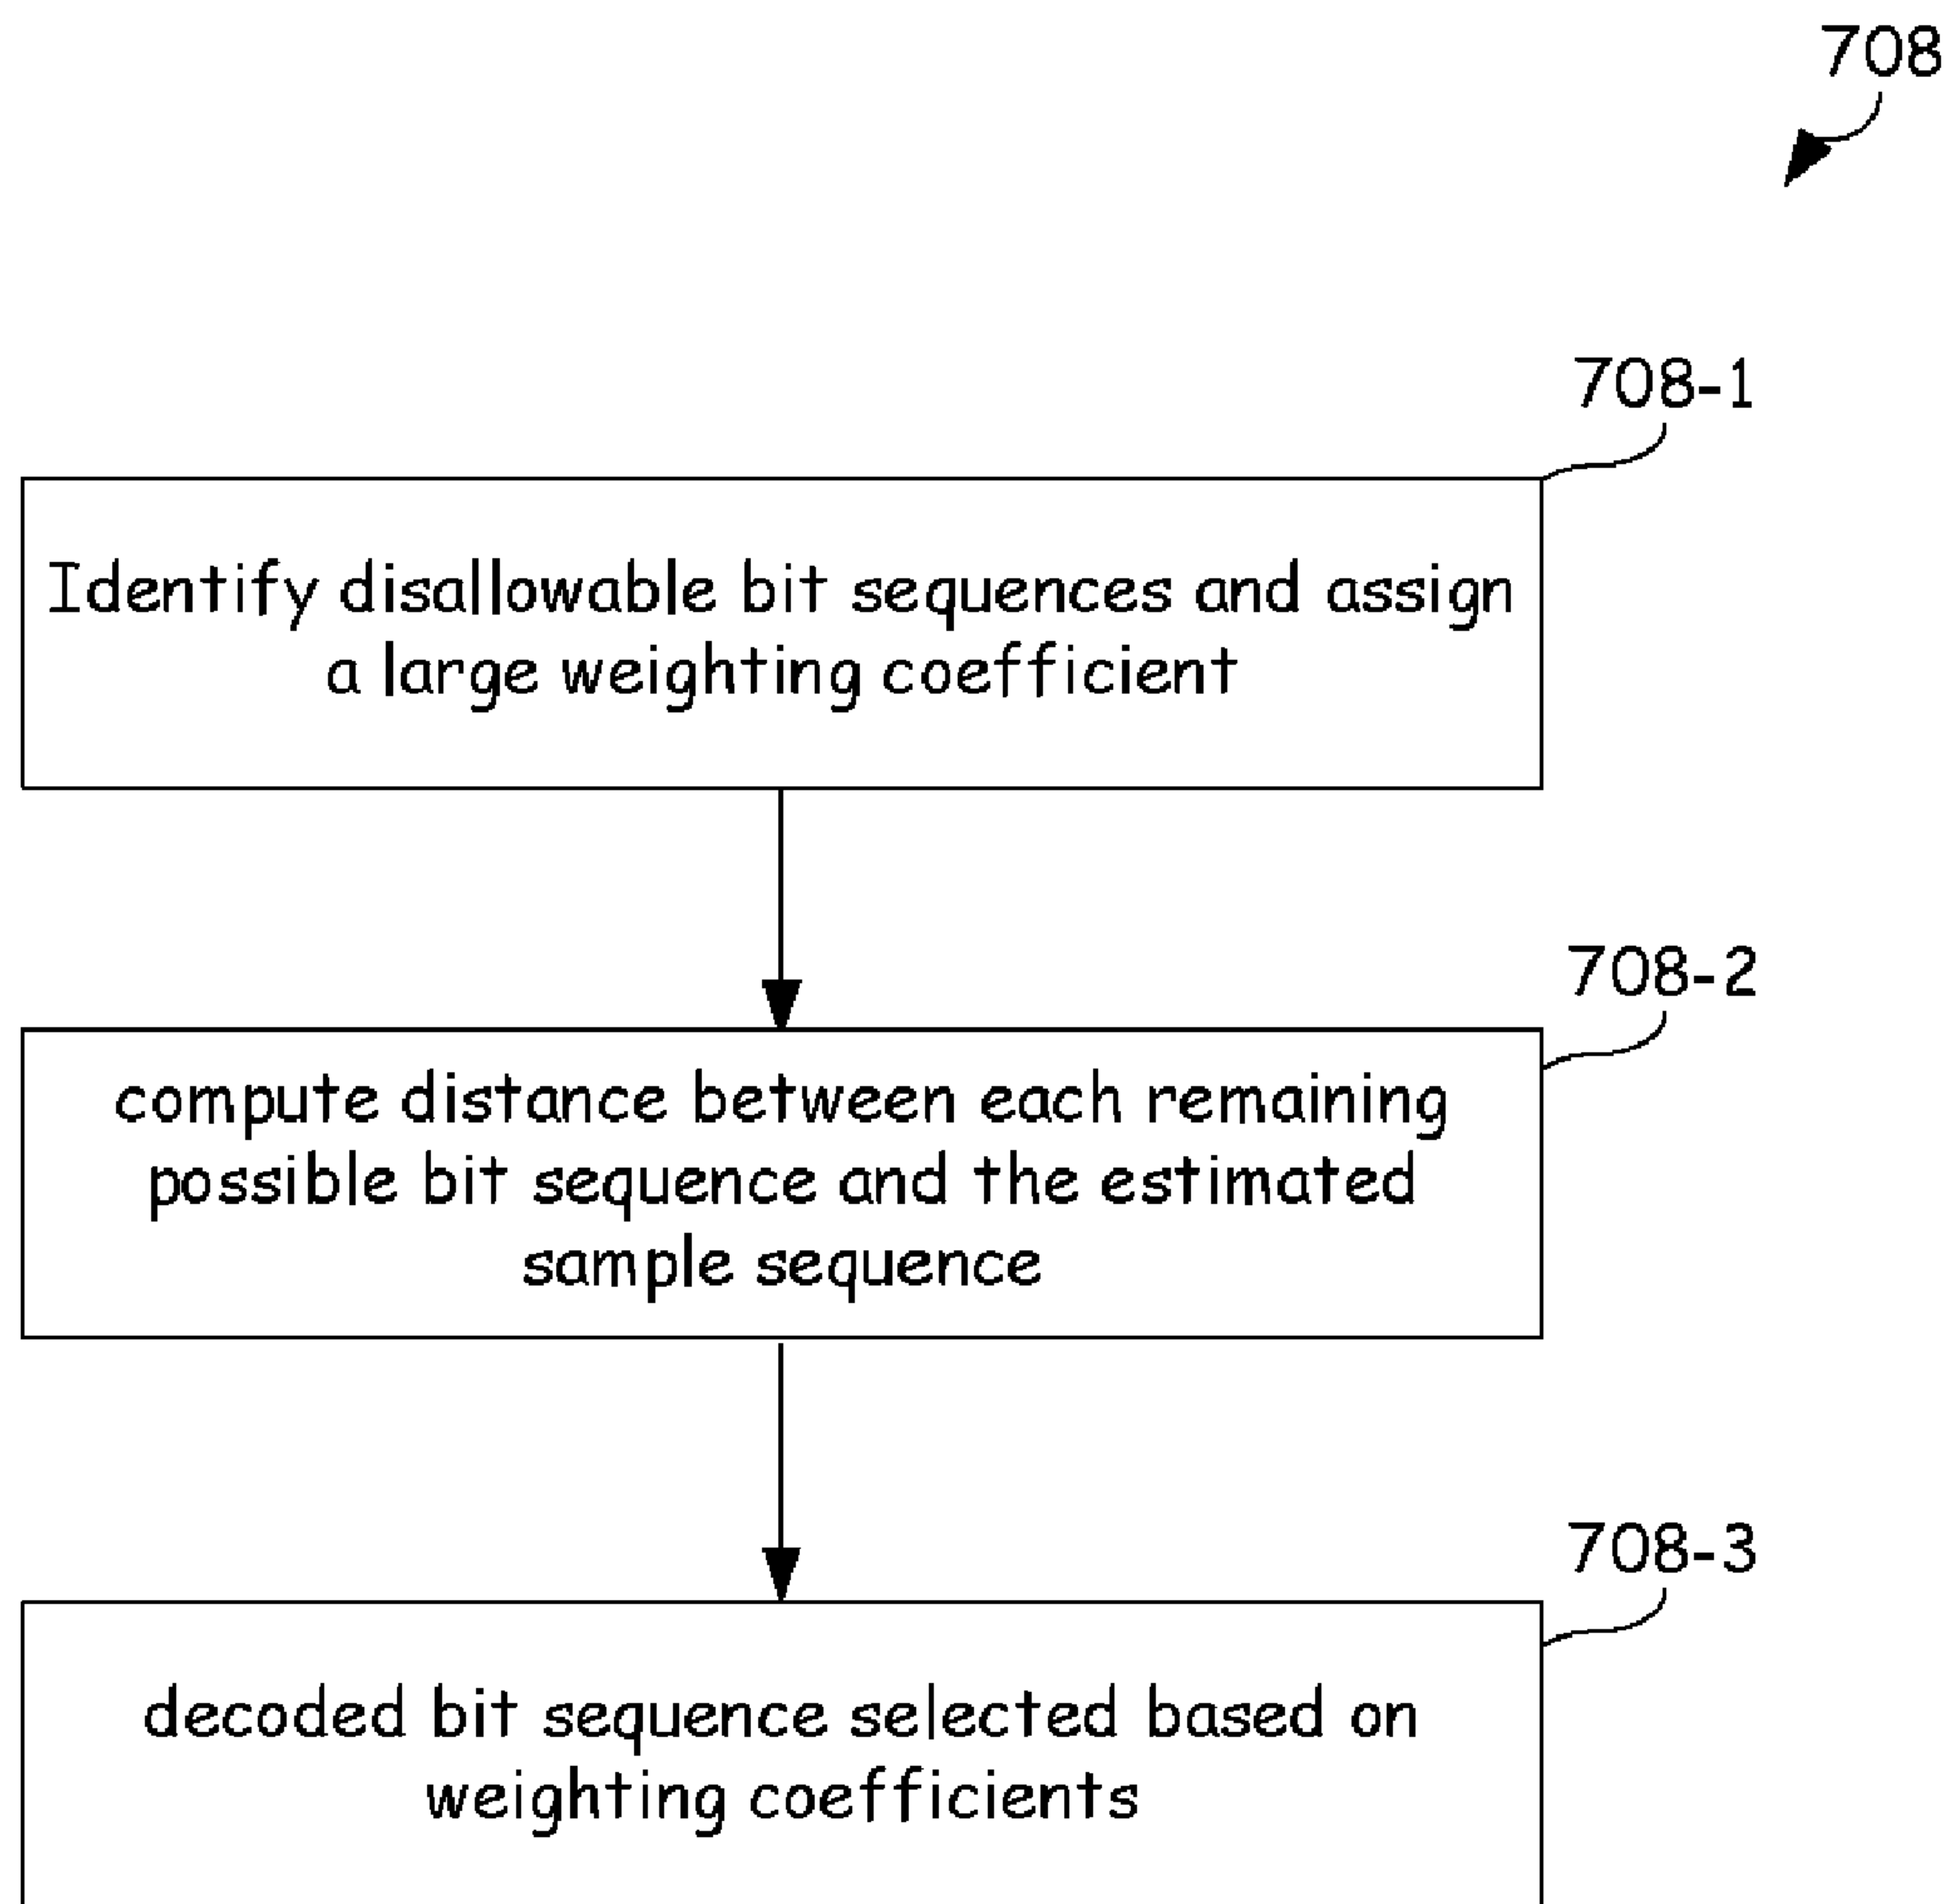 708
708-1
Identify disallowable bit sequences and assign
a large weighting coefficient
708-2
compute distance between each remaining
possible bit sequence and the estimated
sample sequence
708-3
decoded bit sequence selected based on
weighting coefficients